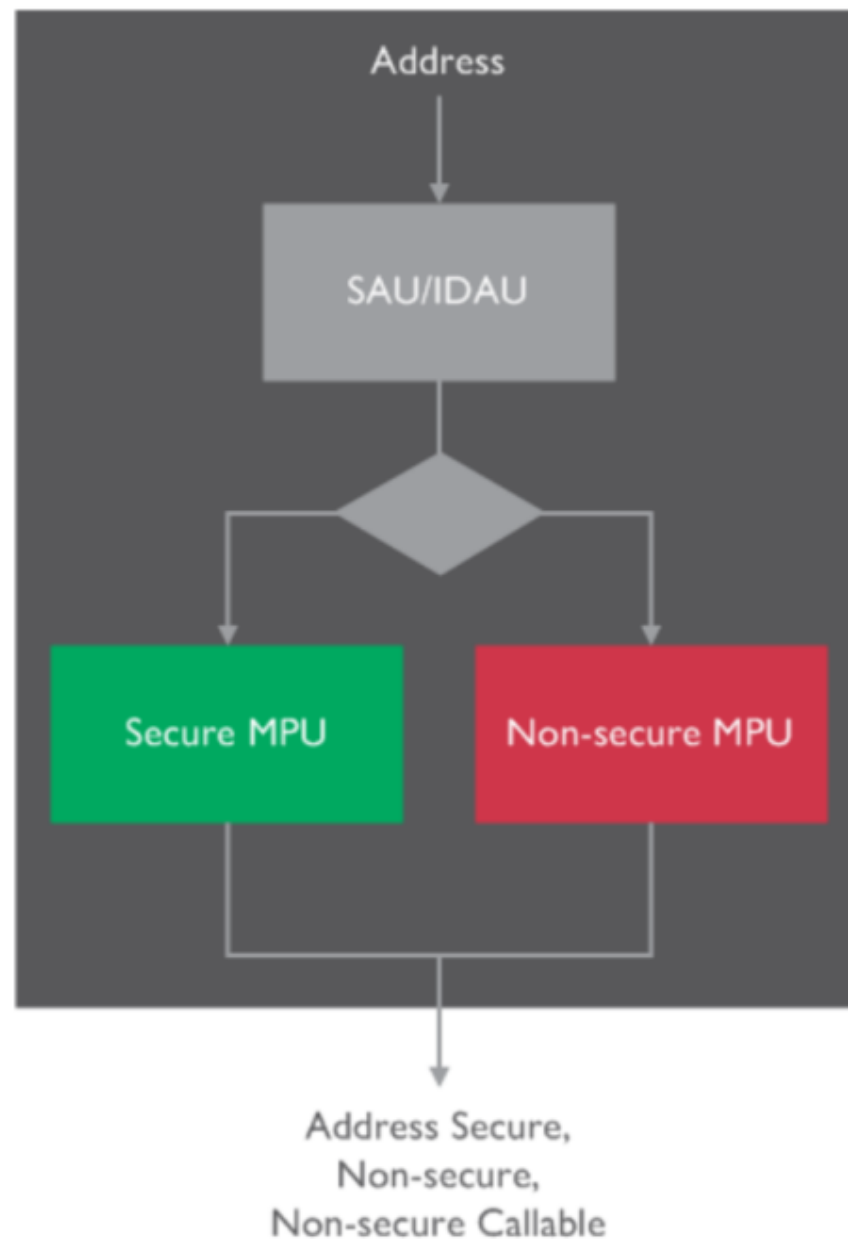 Address
SAU/IDAU
Secure MPU
Non-secure MPU
Address Secure,
Non-secure,
Non-secure Callable